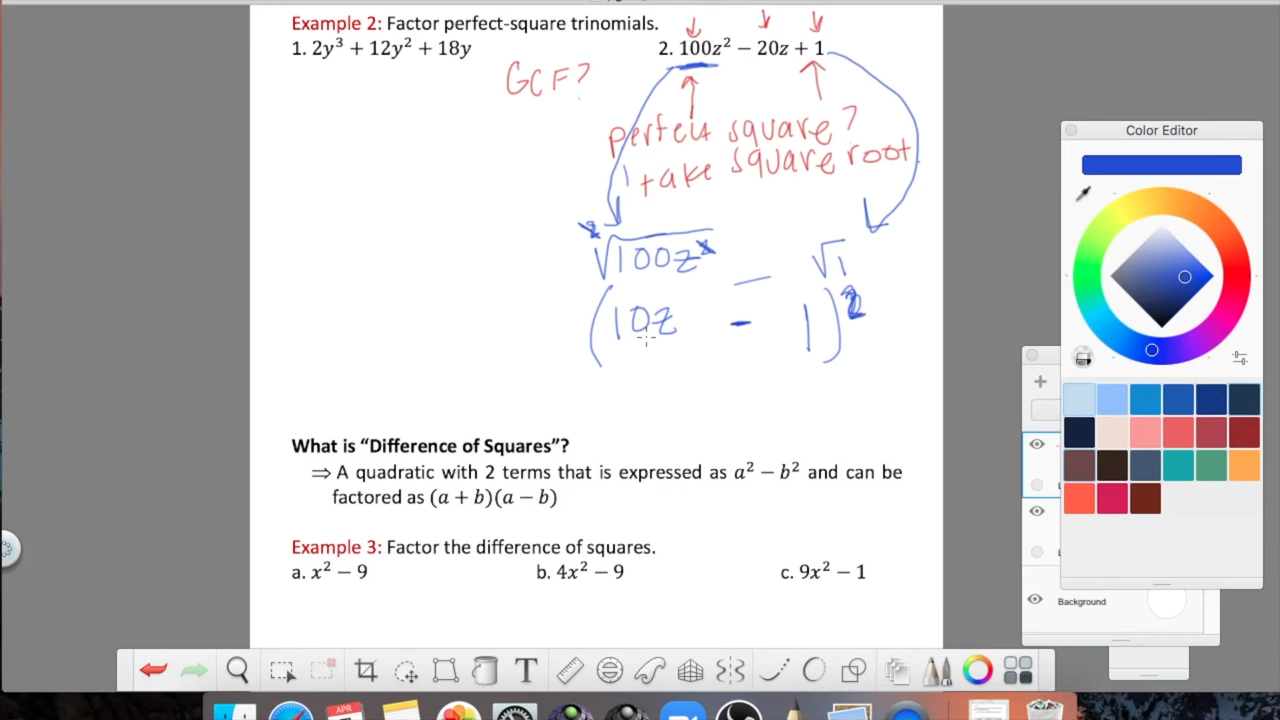 Example 2: Factor perfect-square trinomials.
1. 2y³ + 12y² + 18y
2. 100z² − 20z + 1
GCF?
perfect square?
take square root
²√100z² − √1
(10z - 1)²
What is “Difference of Squares”?
⇒ A quadratic with 2 terms that is expressed as a² − b² and can be
factored as (a + b)(a − b)
Example 3: Factor the difference of squares.
a. x² − 9
b. 4x² − 9
c. 9x² − 1
Color Editor
Background
APR